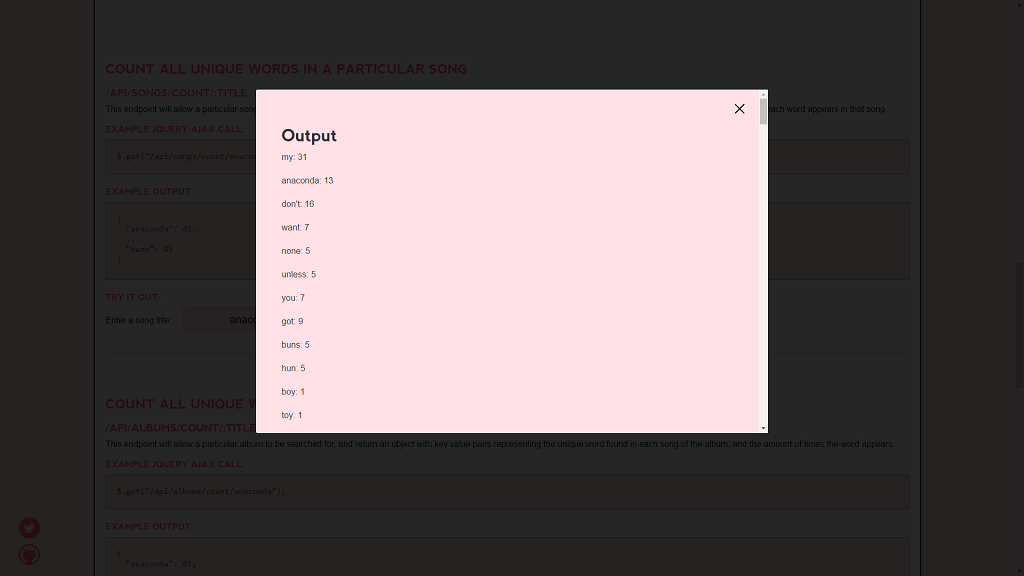 COUNT ALL UNIQUE WORDS IN A PARTICULAR SONG
/API/SONGS/COUNT/:TITLE
This endpoint will allow a particular song ach word appears in that song.
EXAMPLE JQUERY AJAX CALL:
$.get("/api/songs/count/anacon
EXAMPLE OUTPUT:
{
"anaconda": 45,
...
"buns": 45
}
TRY IT OUT:
Enter a song title: anaco
Output
my: 31
anaconda: 13
don't: 16
want: 7
none: 5
unless: 5
you: 7
got: 9
buns: 5
hun: 5
boy: 1
toy: 1
COUNT ALL UNIQUE W
/API/ALBUMS/COUNT/:TITLE
This endpoint will allow a particular album to be searched for, and return an object with key value pairs representing the unique word found in each song of the album, and the amount of times the word appears.
EXAMPLE JQUERY AJAX CALL:
$.get("/api/albums/count/anaconda");
EXAMPLE OUTPUT:
{
"anaconda": 45,